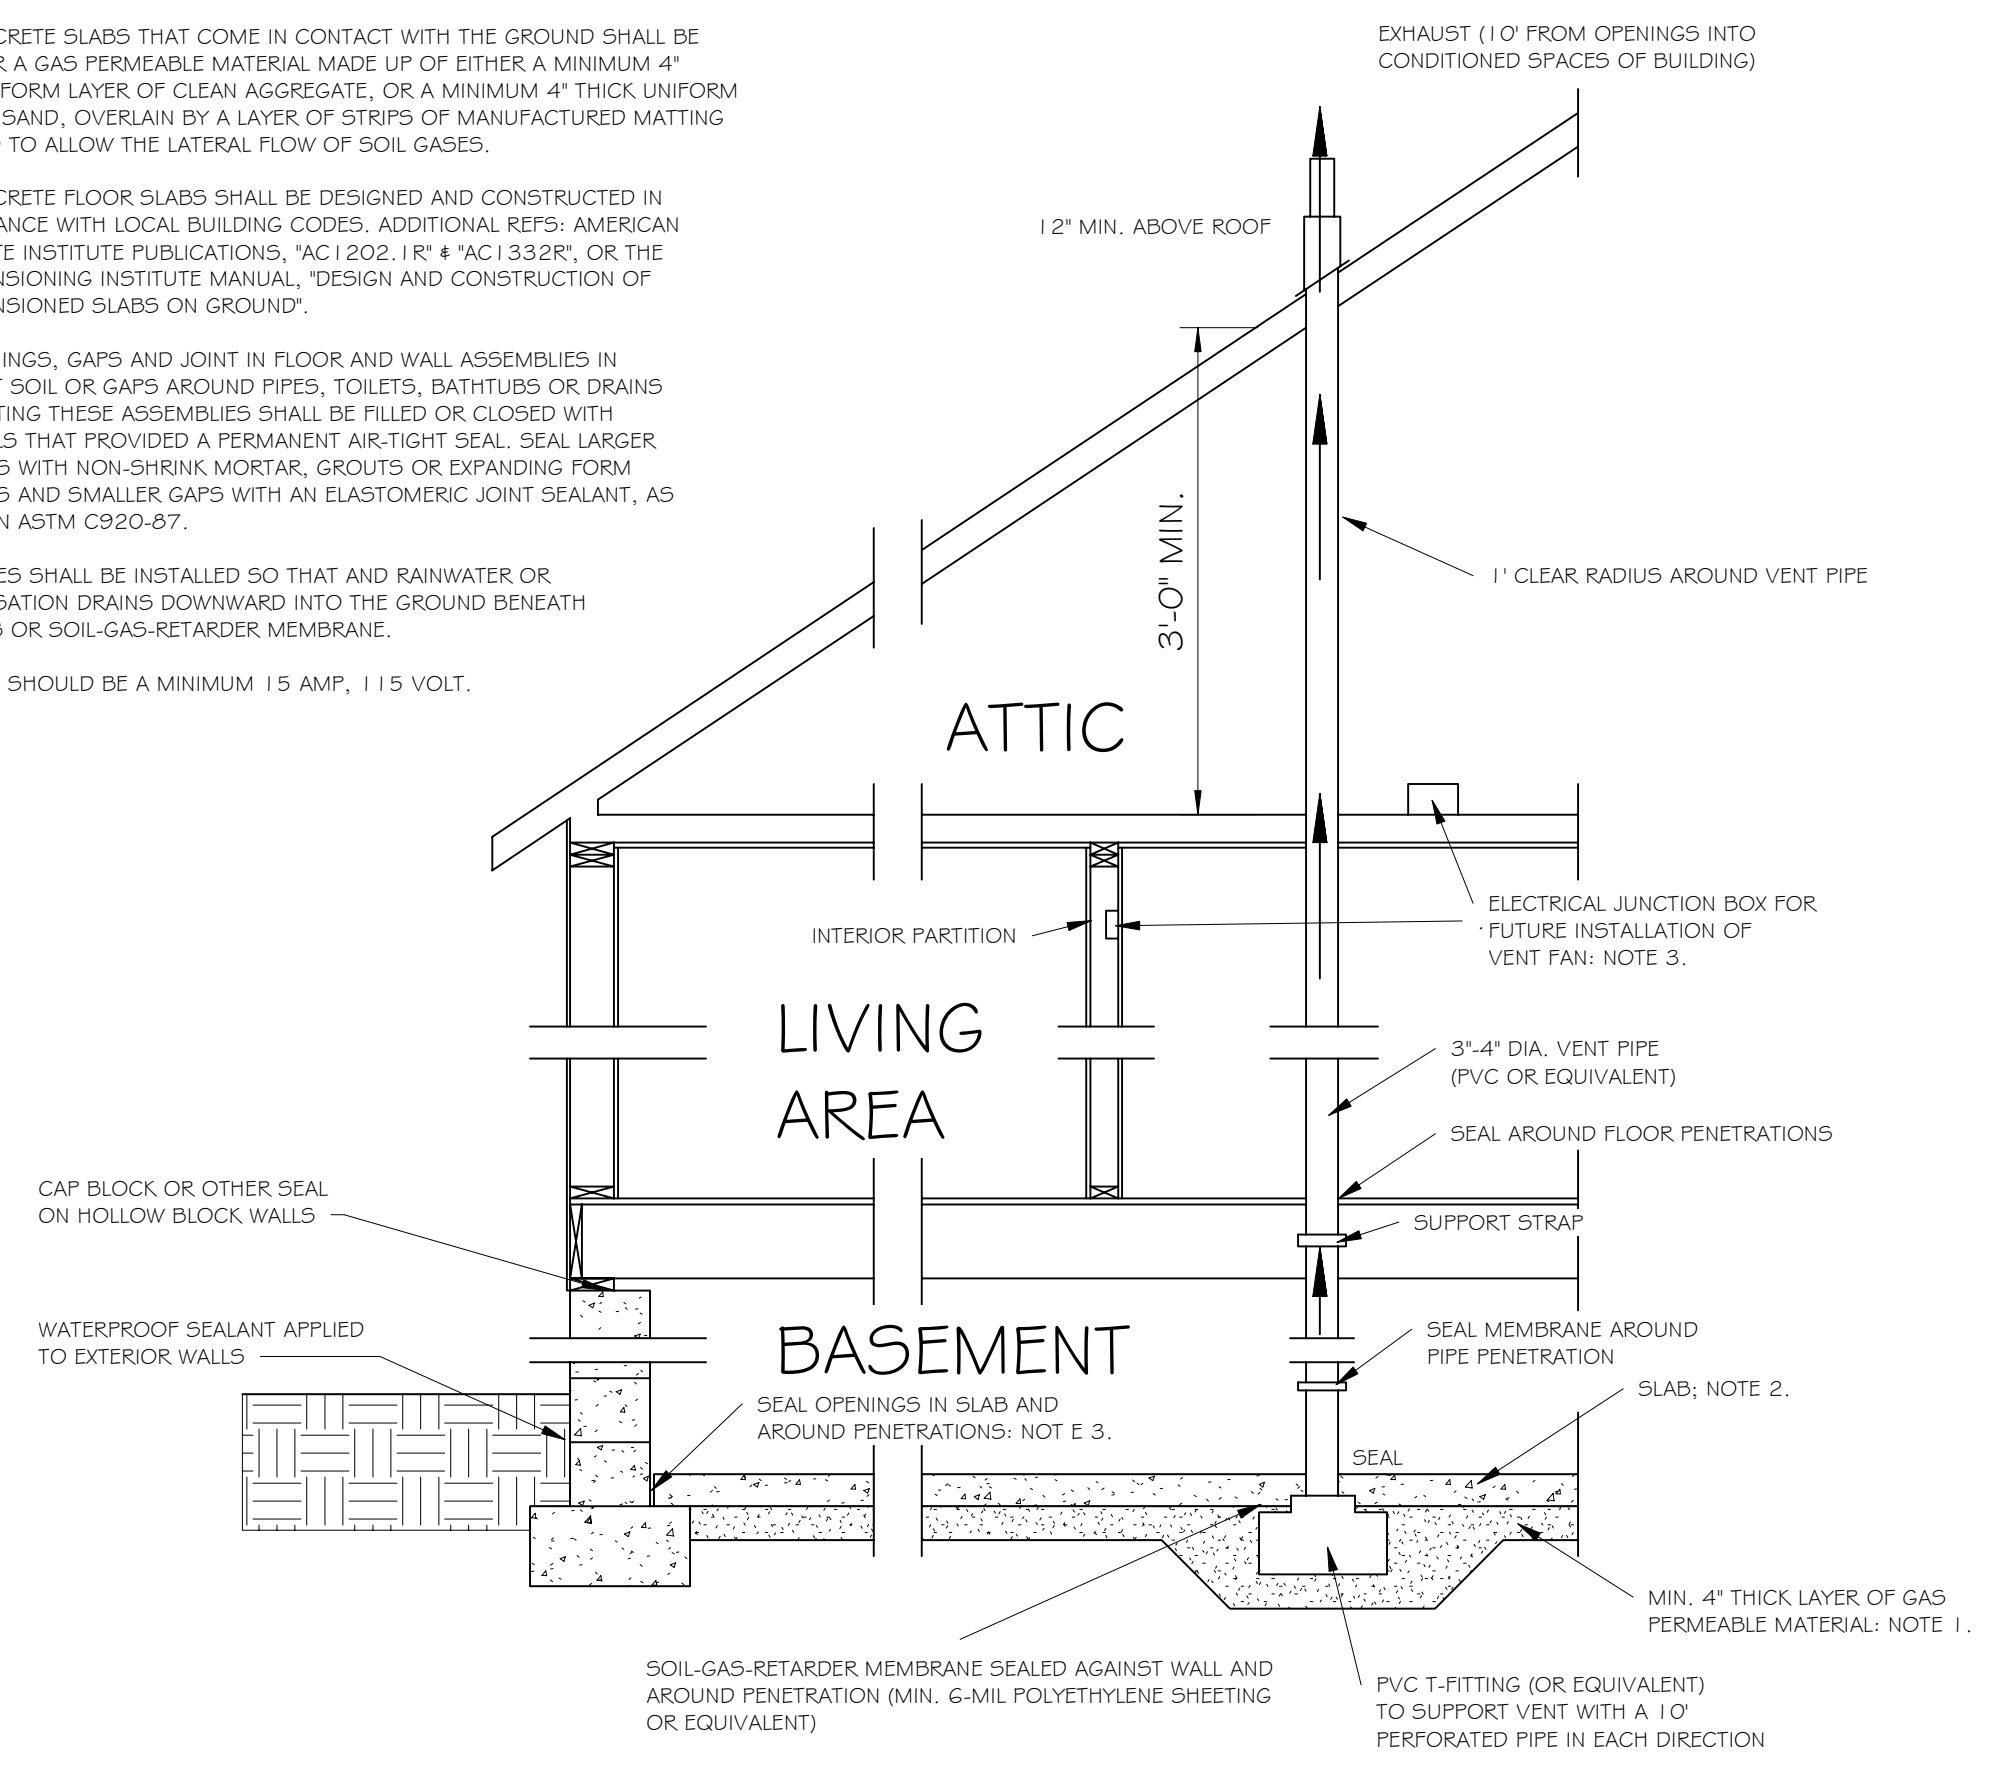 CRETE SLABS THAT COME IN CONTACT WITH THE GROUND SHALL BE
R A GAS PERMEABLE MATERIAL MADE UP OF EITHER A MINIMUM 4"
FORM LAYER OF CLEAN AGGREGATE, OR A MINIMUM 4" THICK UNIFORM
SAND, OVERLAIN BY A LAYER OF STRIPS OF MANUFACTURED MATTING
TO ALLOW THE LATERAL FLOW OF SOIL GASES.
CRETE FLOOR SLABS SHALL BE DESIGNED AND CONSTRUCTED IN
ANCE WITH LOCAL BUILDING CODES. ADDITIONAL REFS: AMERICAN
TE INSTITUTE PUBLICATIONS, "AC1202.1R" & "AC1332R", OR THE
NSIONING INSTITUTE MANUAL, "DESIGN AND CONSTRUCTION OF
NSIONED SLABS ON GROUND".
INGS, GAPS AND JOINT IN FLOOR AND WALL ASSEMBLIES IN
T SOIL OR GAPS AROUND PIPES, TOILETS, BATHTUBS OR DRAINS
TING THESE ASSEMBLIES SHALL BE FILLED OR CLOSED WITH
LS THAT PROVIDED A PERMANENT AIR-TIGHT SEAL. SEAL LARGER
S WITH NON-SHRINK MORTAR, GROUTS OR EXPANDING FORM
S AND SMALLER GAPS WITH AN ELASTOMERIC JOINT SEALANT, AS
N ASTM C920-87.
ES SHALL BE INSTALLED SO THAT AND RAINWATER OR
SATION DRAINS DOWNWARD INTO THE GROUND BENEATH
B OR SOIL-GAS-RETARDER MEMBRANE.
SHOULD BE A MINIMUM 15 AMP, 115 VOLT.
EXHAUST (10' FROM OPENINGS INTO
CONDITIONED SPACES OF BUILDING)
12" MIN. ABOVE ROOF
3'-0" MIN.
1' CLEAR RADIUS AROUND VENT PIPE
ATTIC
ELECTRICAL JUNCTION BOX FOR
FUTURE INSTALLATION OF
VENT FAN: NOTE 3.
INTERIOR PARTITION
LIVING
AREA
3"-4" DIA. VENT PIPE
(PVC OR EQUIVALENT)
SEAL AROUND FLOOR PENETRATIONS
CAP BLOCK OR OTHER SEAL
ON HOLLOW BLOCK WALLS
SUPPORT STRAP
WATERPROOF SEALANT APPLIED
TO EXTERIOR WALLS
BASEMENT
SEAL MEMBRANE AROUND
PIPE PENETRATION
SLAB; NOTE 2.
SEAL OPENINGS IN SLAB AND
AROUND PENETRATIONS: NOT E 3.
SEAL
MIN. 4" THICK LAYER OF GAS
PERMEABLE MATERIAL: NOTE 1.
SOIL-GAS-RETARDER MEMBRANE SEALED AGAINST WALL AND
AROUND PENETRATION (MIN. 6-MIL POLYETHYLENE SHEETING
OR EQUIVALENT)
PVC T-FITTING (OR EQUIVALENT)
TO SUPPORT VENT WITH A 10'
PERFORATED PIPE IN EACH DIRECTION